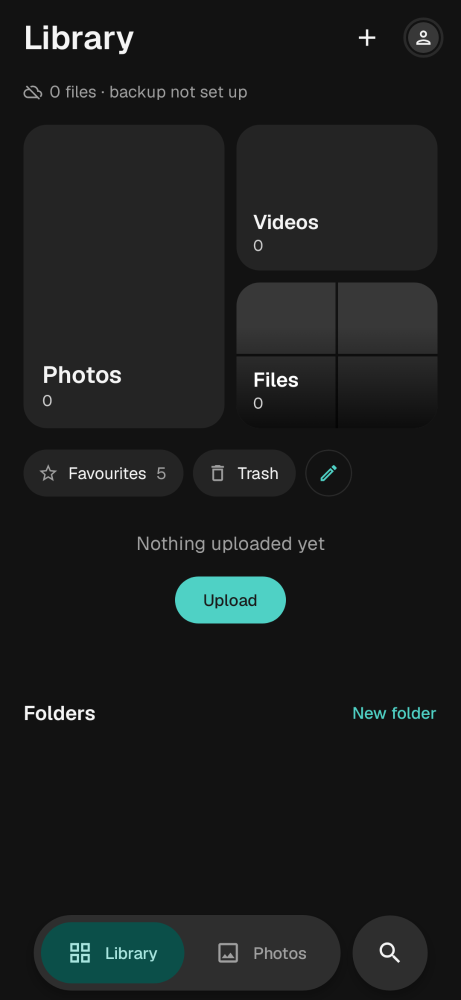 Library
0 files · backup not set up
Photos
0
Videos
0
Files
0
Favourites 5
Trash
Nothing uploaded yet
Upload
Folders
New folder
Library
Photos